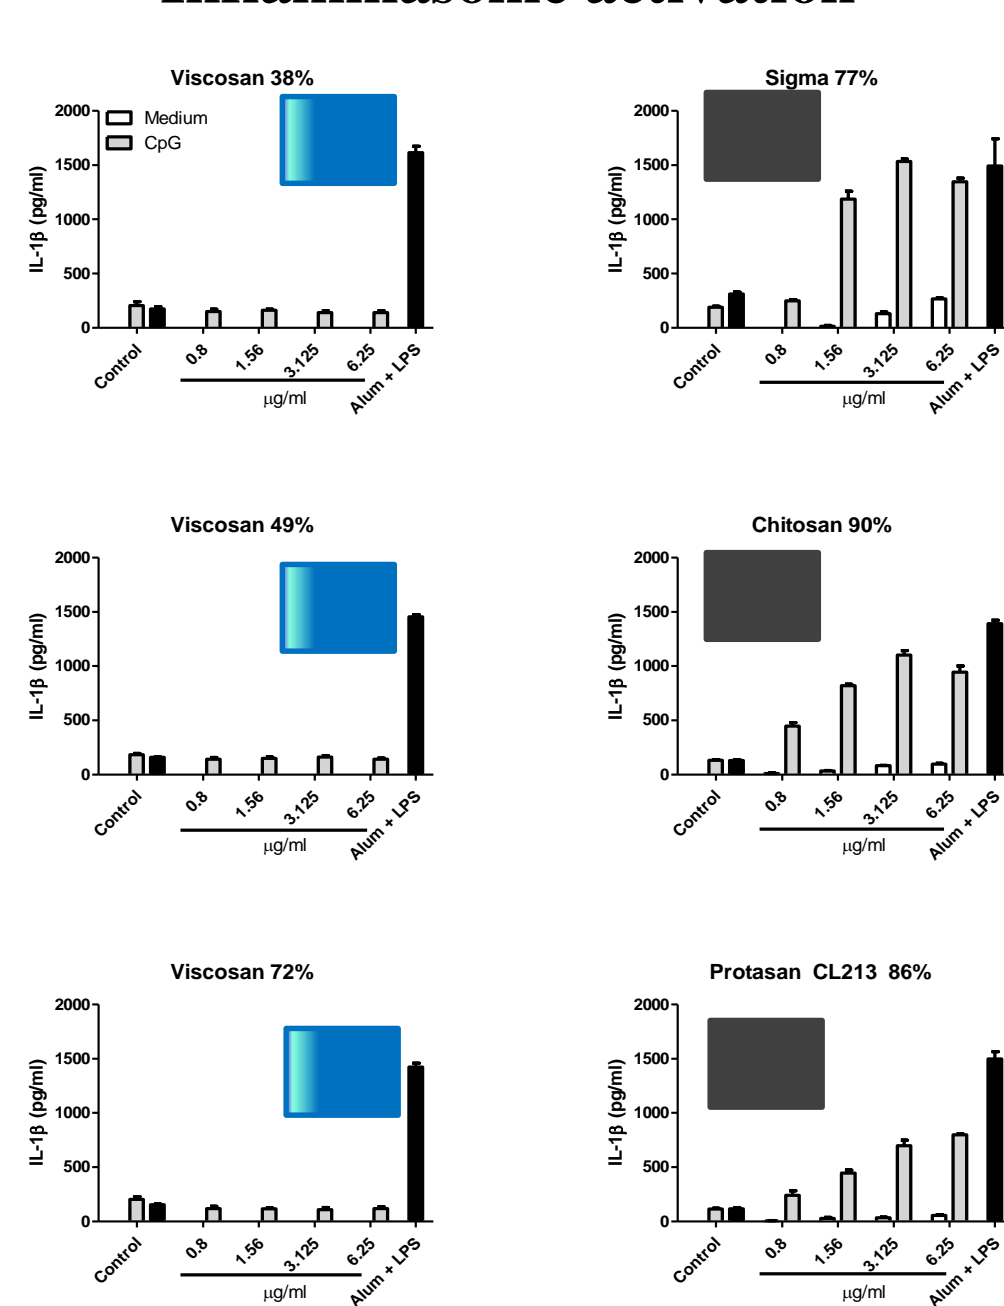 Inflammasome activation
Viscosan 38%
2000
1500
1000
500
0
IL-1β (pg/ml)
Medium
CpG
Control
0.8
1.56
3.125
6.25
Alum + LPS
μg/ml
Sigma 77%
2000
1500
1000
500
0
IL-1β (pg/ml)
Control
0.8
1.56
3.125
6.25
Alum + LPS
μg/ml
Viscosan 49%
2000
1500
1000
500
0
IL-1β (pg/ml)
Control
0.8
1.56
3.125
6.25
Alum + LPS
μg/ml
Chitosan 90%
2000
1500
1000
500
0
IL-1β (pg/ml)
Control
0.8
1.56
3.125
6.25
Alum + LPS
μg/ml
Viscosan 72%
2000
1500
1000
500
0
IL-1β (pg/ml)
Control
0.8
1.56
3.125
6.25
Alum + LPS
μg/ml
Protasan CL213 86%
2000
1500
1000
500
0
IL-1β (pg/ml)
Control
0.8
1.56
3.125
6.25
Alum + LPS
μg/ml